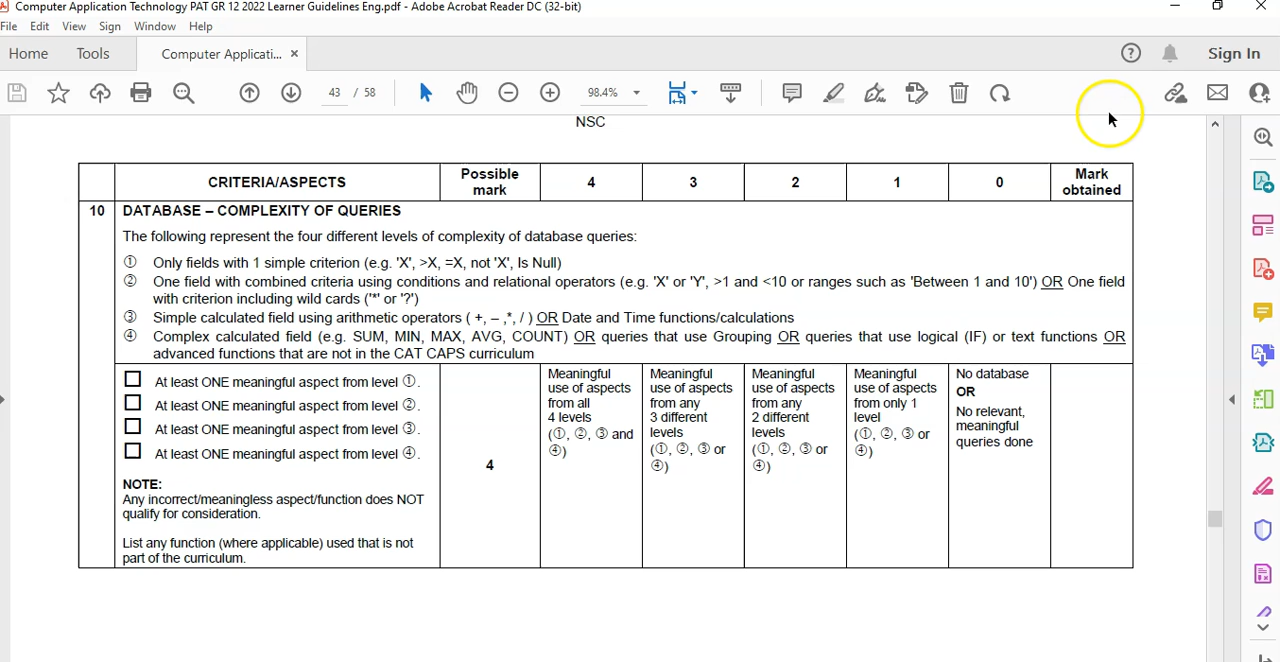 Computer Application Technology PAT GR 12 2022 Learner Guidelines Eng.pdf - Adobe Acrobat Reader DC (32-bit)
File Edit View Sign Window Help
Home Tools Computer Applicati... × Sign In
43 / 58 98.4%
NSC
CRITERIA/ASPECTS Possible mark 4 3 2 1 0 Mark obtained
10 DATABASE – COMPLEXITY OF QUERIES
The following represent the four different levels of complexity of database queries:
① Only fields with 1 simple criterion (e.g. 'X', >X, =X, not 'X', Is Null)
② One field with combined criteria using conditions and relational operators (e.g. 'X' or 'Y', >1 and <10 or ranges such as 'Between 1 and 10') OR One field
with criterion including wild cards ('*' or '?')
③ Simple calculated field using arithmetic operators ( +, – ,*, / ) OR Date and Time functions/calculations
④ Complex calculated field (e.g. SUM, MIN, MAX, AVG, COUNT) OR queries that use Grouping OR queries that use logical (IF) or text functions OR
advanced functions that are not in the CAT CAPS curriculum
At least ONE meaningful aspect from level ①.
At least ONE meaningful aspect from level ②.
At least ONE meaningful aspect from level ③.
At least ONE meaningful aspect from level ④.
NOTE:
Any incorrect/meaningless aspect/function does NOT
qualify for consideration.
List any function (where applicable) used that is not
part of the curriculum.
4
Meaningful
use of aspects
from all
4 levels
(①, ②, ③ and
④)
Meaningful
use of aspects
from any
3 different
levels
(①, ②, ③ or
④)
Meaningful
use of aspects
from any
2 different
levels
(①, ②, ③ or
④)
Meaningful
use of aspects
from only 1
level
(①, ②, ③ or
④)
No database
OR
No relevant,
meaningful
queries done